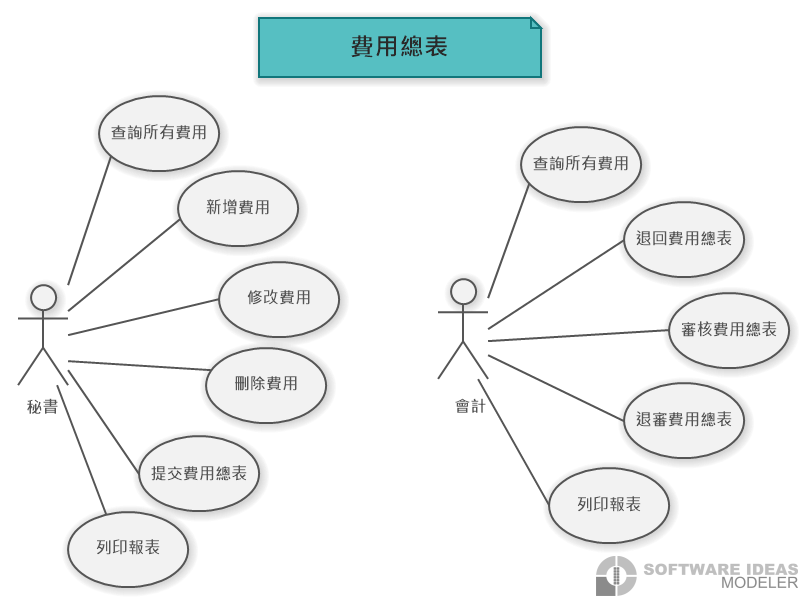 費用總表
查詢所有費用
新增費用
修改費用
刪除費用
提交費用總表
列印報表
秘書
查詢所有費用
退回費用總表
審核費用總表
退審費用總表
列印報表
會計
SOFTWARE IDEAS
MODELER